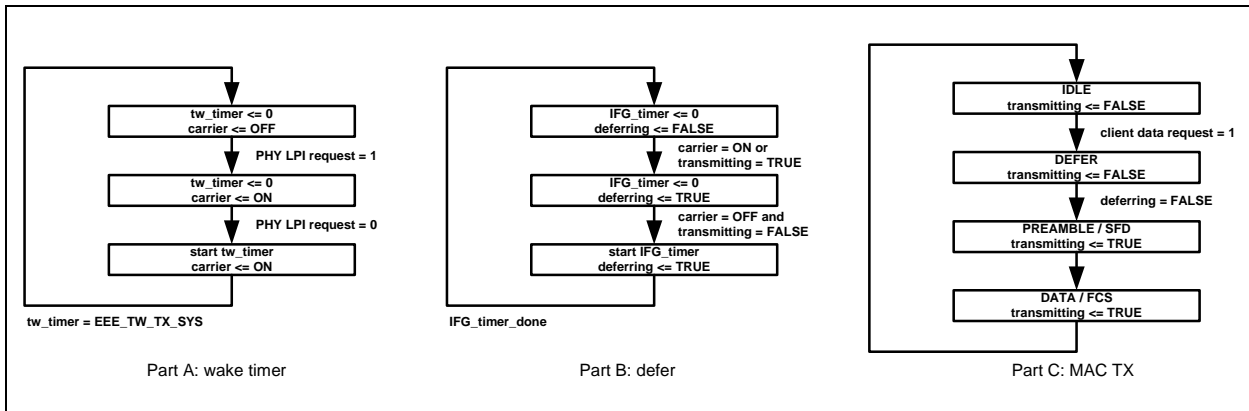 tw_timer <= 0
carrier <= OFF
PHY LPI request = 1
tw_timer <= 0
carrier <= ON
PHY LPI request = 0
start tw_timer
carrier <= ON
tw_timer = EEE_TW_TX_SYS
Part A: wake timer
IFG_timer <= 0
deferring <= FALSE
carrier = ON or
transmitting = TRUE
IFG_timer <= 0
deferring <= TRUE
carrier = OFF and
transmitting = FALSE
start IFG_timer
deferring <= TRUE
IFG_timer_done
Part B: defer
IDLE
transmitting <= FALSE
client data request = 1
DEFER
transmitting <= FALSE
deferring = FALSE
PREAMBLE / SFD
transmitting <= TRUE
DATA / FCS
transmitting <= TRUE
Part C: MAC TX